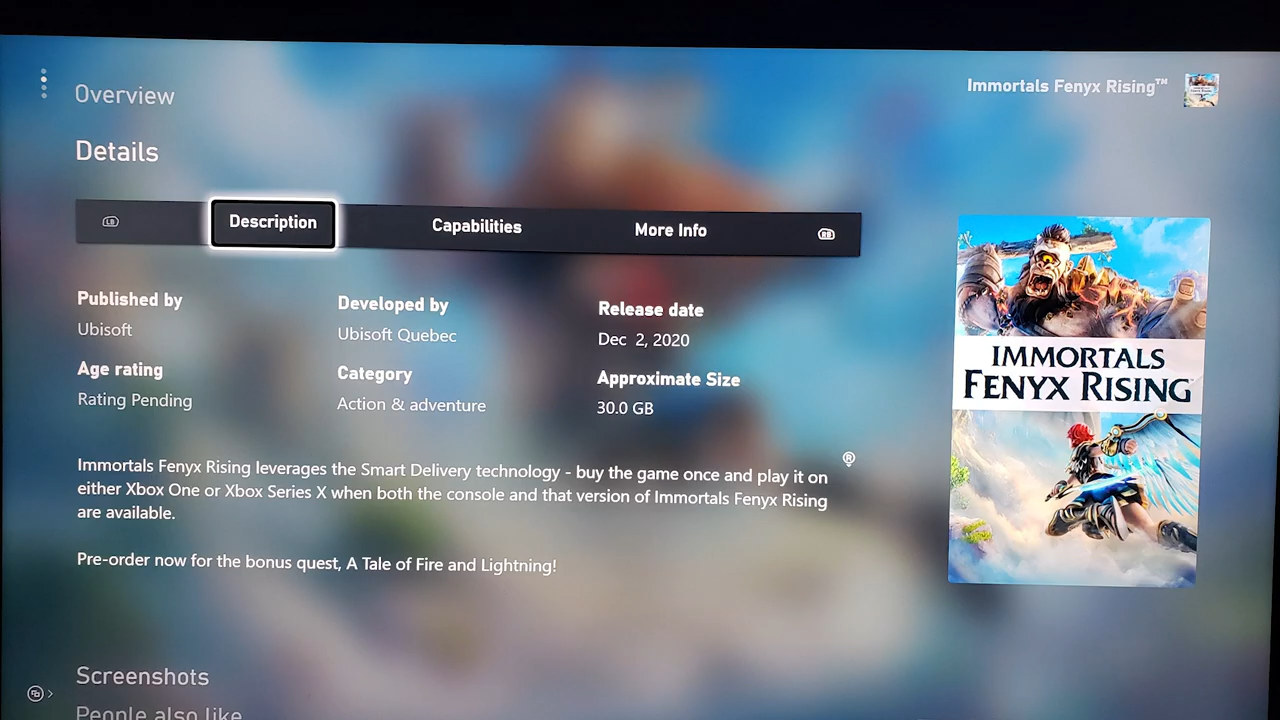 Overview
Immortals Fenyx Rising™
Details
LB
Description
Capabilities
More Info
RB
Published by
Ubisoft
Developed by
Ubisoft Quebec
Release date
Dec 2, 2020
Age rating
Rating Pending
Category
Action & adventure
Approximate Size
30.0 GB
Immortals Fenyx Rising leverages the Smart Delivery technology - buy the game once and play it on
either Xbox One or Xbox Series X when both the console and that version of Immortals Fenyx Rising
are available.
Pre-order now for the bonus quest, A Tale of Fire and Lightning!
R
IMMORTALS
FENYX RISING
Screenshots
People also like